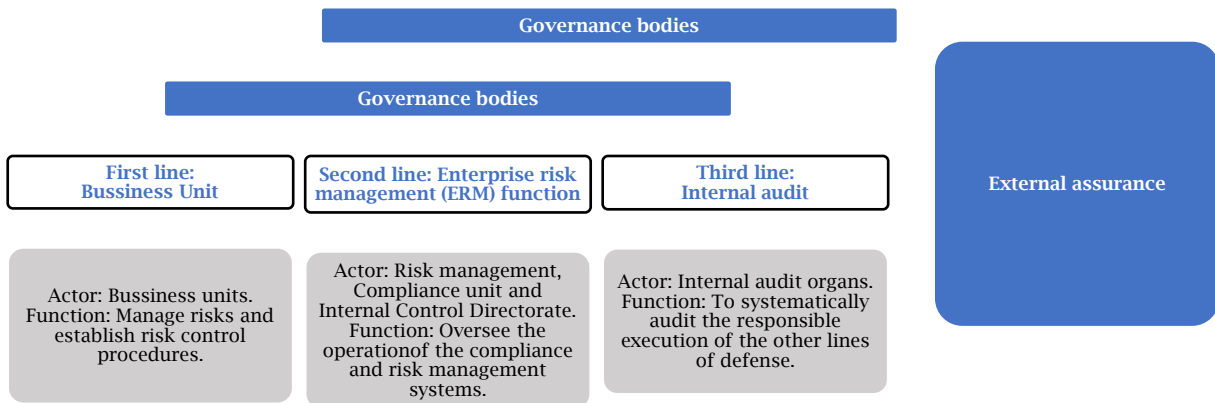 Governance bodies
Governance bodies
First line:
Bussiness Unit
Second line: Enterprise risk
management (ERM) function
Third line:
Internal audit
External assurance
Actor: Bussiness units.
Function: Manage risks and
establish risk control
procedures.
Actor: Risk management,
Compliance unit and
Internal Control Directorate.
Function: Oversee the
operationof the compliance
and risk management
systems.
Actor: Internal audit organs.
Function: To systematically
audit the responsible
execution of the other lines
of defense.